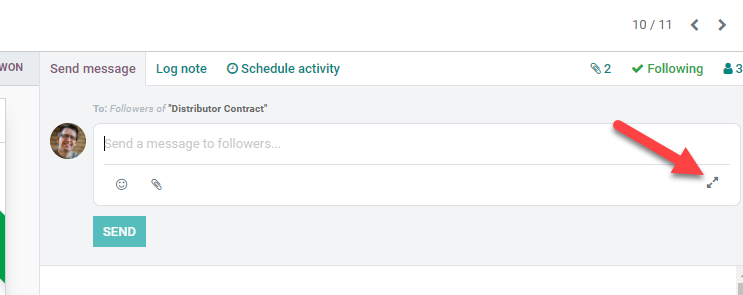 10 / 11
WON
Send message Log note Schedule activity 2 Following 3
To: Followers of "Distributor Contract"
Send a message to followers...
SEND